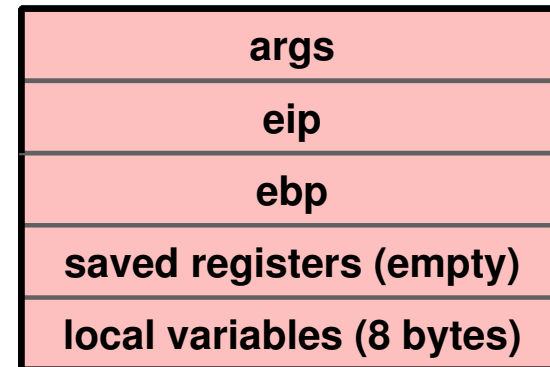 args
eip
ebp
saved registers (empty)
local variables (8 bytes)